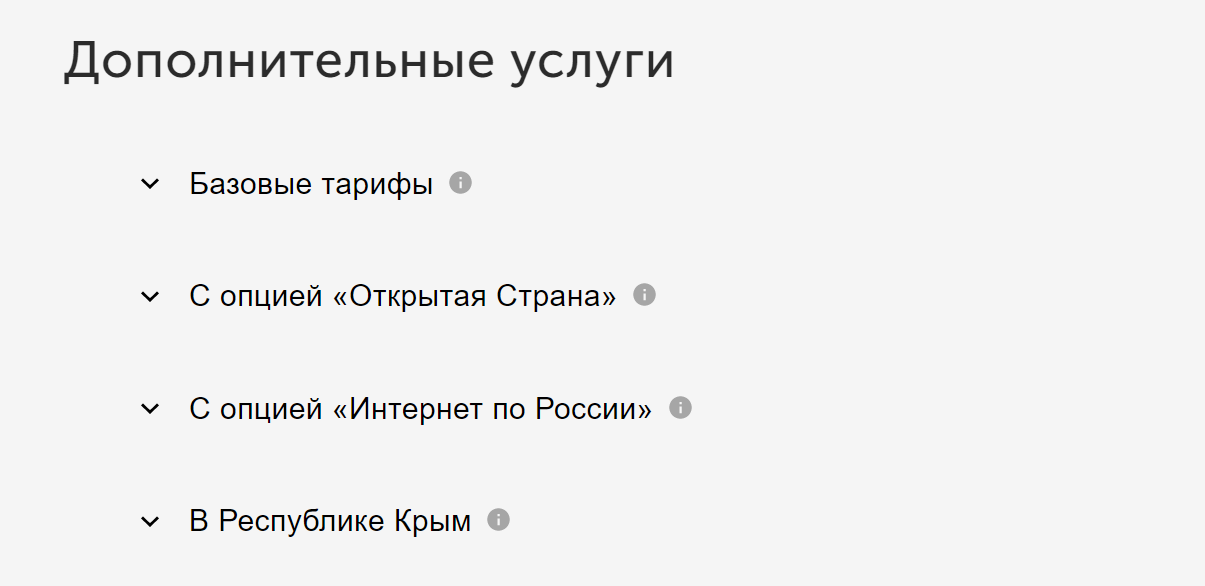 Дополнительные услуги
Базовые тарифы
С опцией «Открытая Страна»
С опцией «Интернет по России»
В Республике Крым